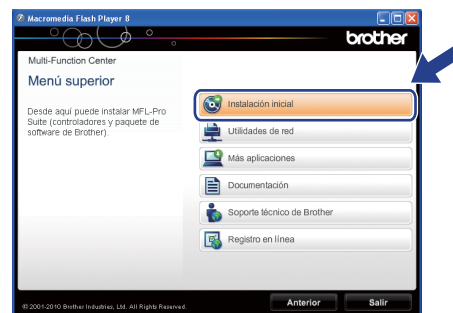 Macromedia Flash Player 8
brother
Multi-Function Center
Menú superior
Desde aquí puede instalar MFL-Pro
Suite (controladores y paquete de
software de Brother).
Instalación inicial
Utilidades de red
Más aplicaciones
Documentación
Soporte técnico de Brother
Registro en línea
© 2001-2010 Brother Industries, Ltd. All Rights Reserved.
Anterior
Salir